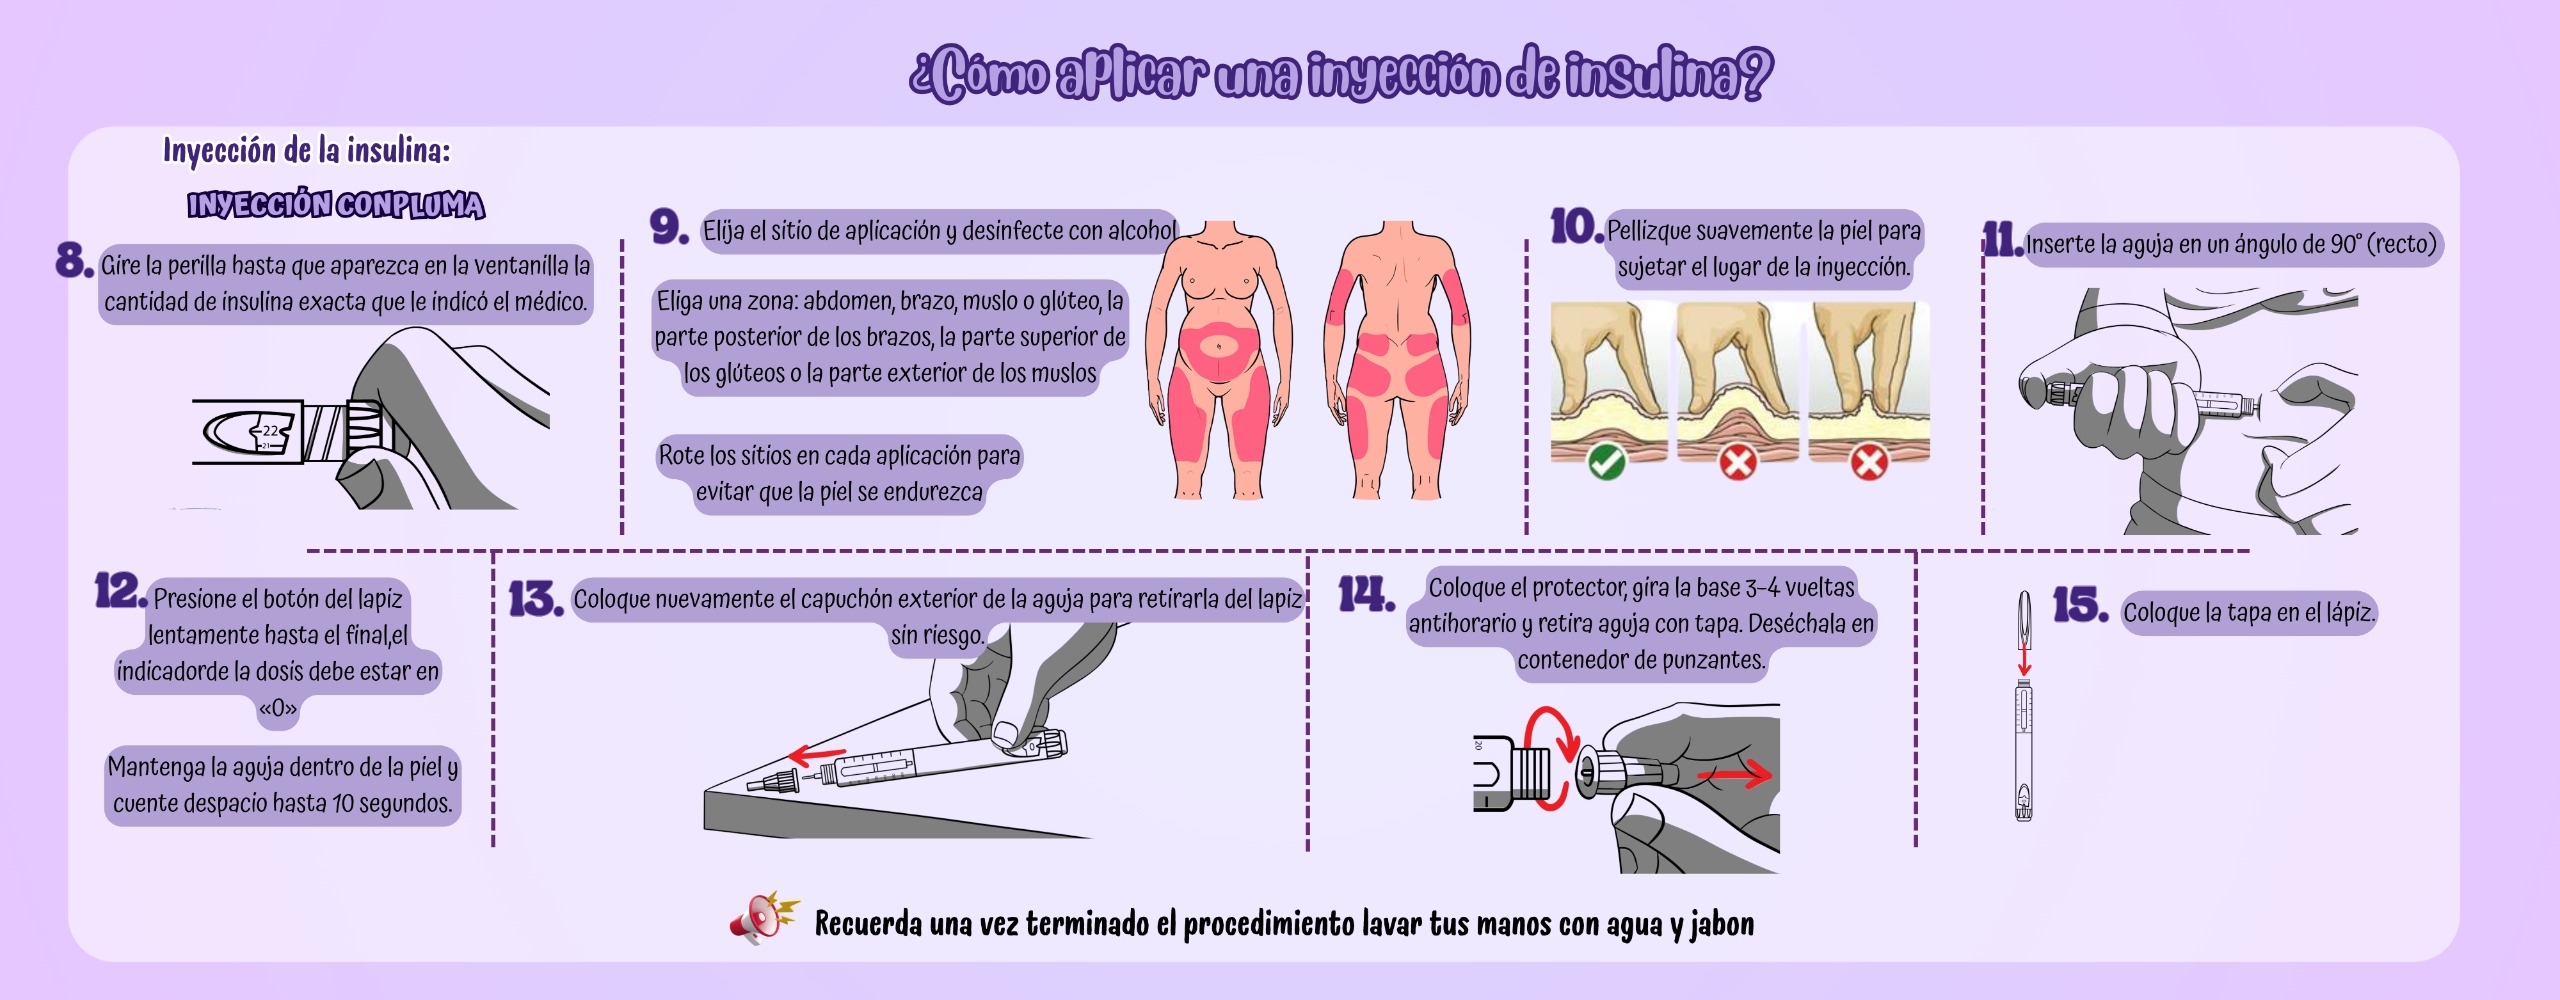 ¿Cómo aplicar una inyección de insulina?
Inyección de la insulina:
INYECCIÓN CONPLUMA
8. Gire la perilla hasta que aparezca en la ventanilla la
cantidad de insulina exacta que le indicó el médico.
22
21
9. Elija el sitio de aplicación y desinfecte con alcohol
Eliga una zona: abdomen, brazo, muslo o glúteo, la
parte posterior de los brazos, la parte superior de
los glúteos o la parte exterior de los muslos
Rote los sitios en cada aplicación para
evitar que la piel se endurezca
10. Pellizque suavemente la piel para
sujetar el lugar de la inyección.
11. Inserte la aguja en un ángulo de 90° (recto)
12. Presione el botón del lapiz
lentamente hasta el final,el
indicadorde la dosis debe estar en
«0»
Mantenga la aguja dentro de la piel y
cuente despacio hasta 10 segundos.
13. Coloque nuevamente el capuchón exterior de la aguja para retirarla del lapiz
sin riesgo.
14. Coloque el protector, gira la base 3-4 vueltas
antihorario y retira aguja con tapa. Deséchala en
contenedor de punzantes.
20
15. Coloque la tapa en el lápiz.
Recuerda una vez terminado el procedimiento lavar tus manos con agua y jabon